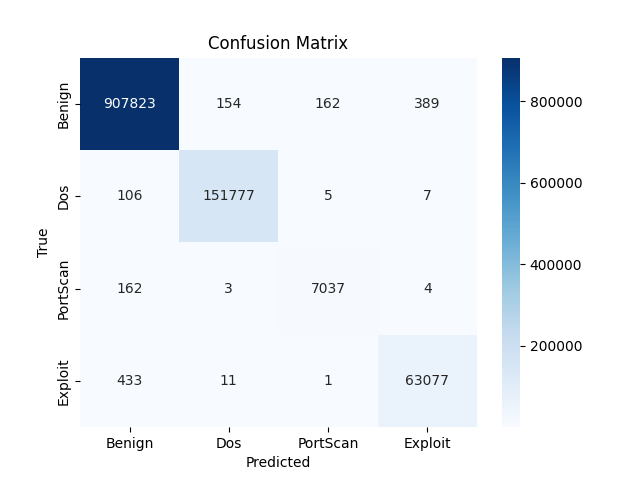 Confusion Matrix
True
Benign
907823 154 162 389
Dos
106 151777 5 7
PortScan
162 3 7037 4
Exploit
433 11 1 63077
Benign Dos PortScan Exploit
Predicted
800000
600000
400000
200000